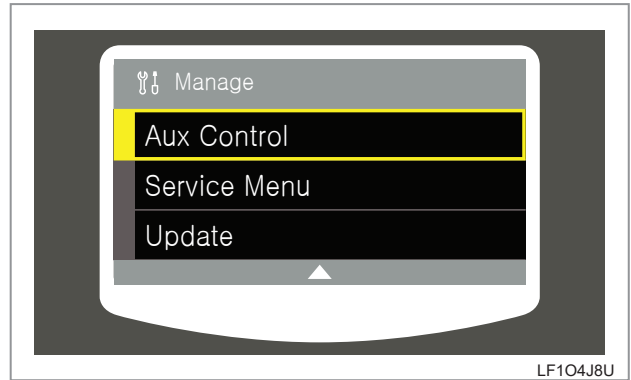 Manage
Aux Control
Service Menu
Update
LF1O4J8U